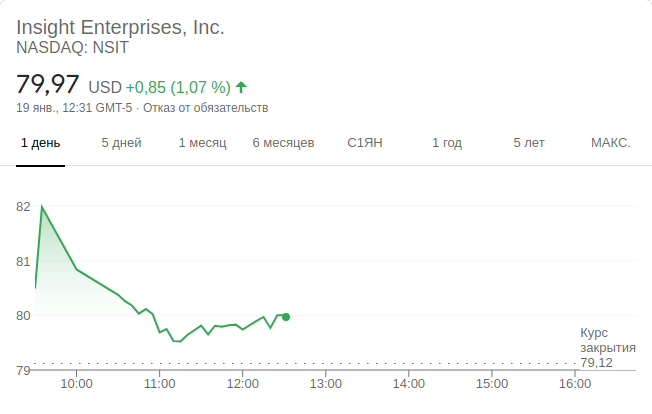 Insight Enterprises, Inc.
NASDAQ: NSIT
79,97 USD +0,85 (1,07 %)
19 янв., 12:31 GMT-5 · Отказ от обязательств
1 день 5 дней 1 месяц 6 месяцев С1ЯН 1 год 5 лет МАКС.
82
81
80
79
Курс
закрытия
79,12
10:00 11:00 12:00 13:00 14:00 15:00 16:00